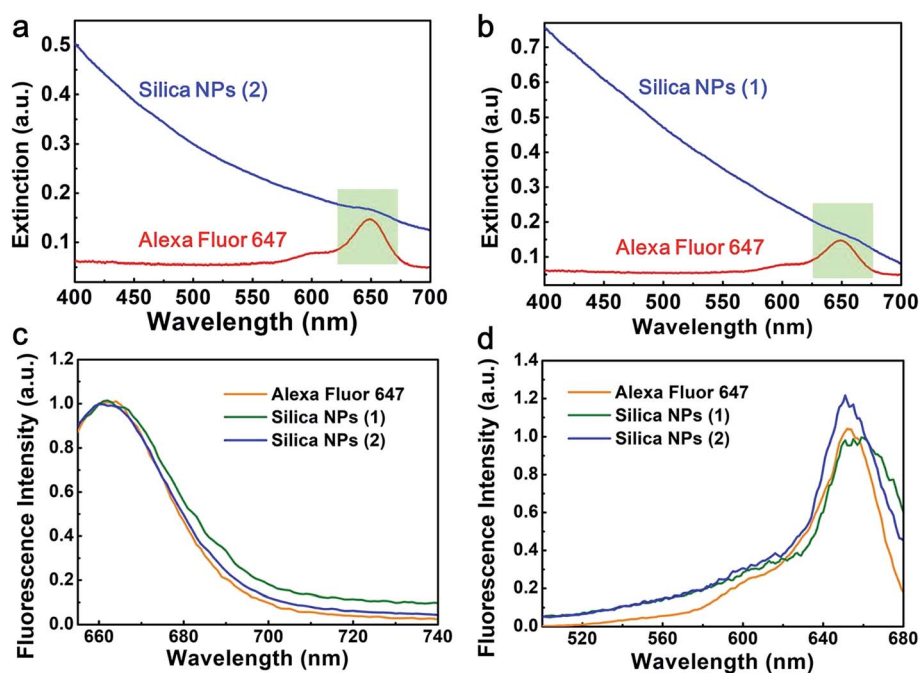 a
0.5
0.4
0.3
0.2
0.1
Extinction (a.u.)
Silica NPs (2)
Alexa Fluor 647
400 450 500 550 600 650 700
Wavelength (nm)
b
0.7
0.6
0.5
0.4
0.3
0.2
0.1
Extinction (a.u)
Silica NPs (1)
Alexa Fluor 647
400 450 500 550 600 650 700
Wavelength (nm)
c
1.2
1.0
0.8
0.6
0.4
0.2
0.0
Fluorescence Intensity (a.u.)
Alexa Fluor 647
Silica NPs (1)
Silica NPs (2)
660 680 700 720 740
Wavelength (nm)
d
1.4
1.2
1.0
0.8
0.6
0.4
0.2
0.0
Fluorescence Intensity (a.u.)
Alexa Fluor 647
Silica NPs (1)
Silica NPs (2)
520 560 600 640 680
Wavelength (nm)